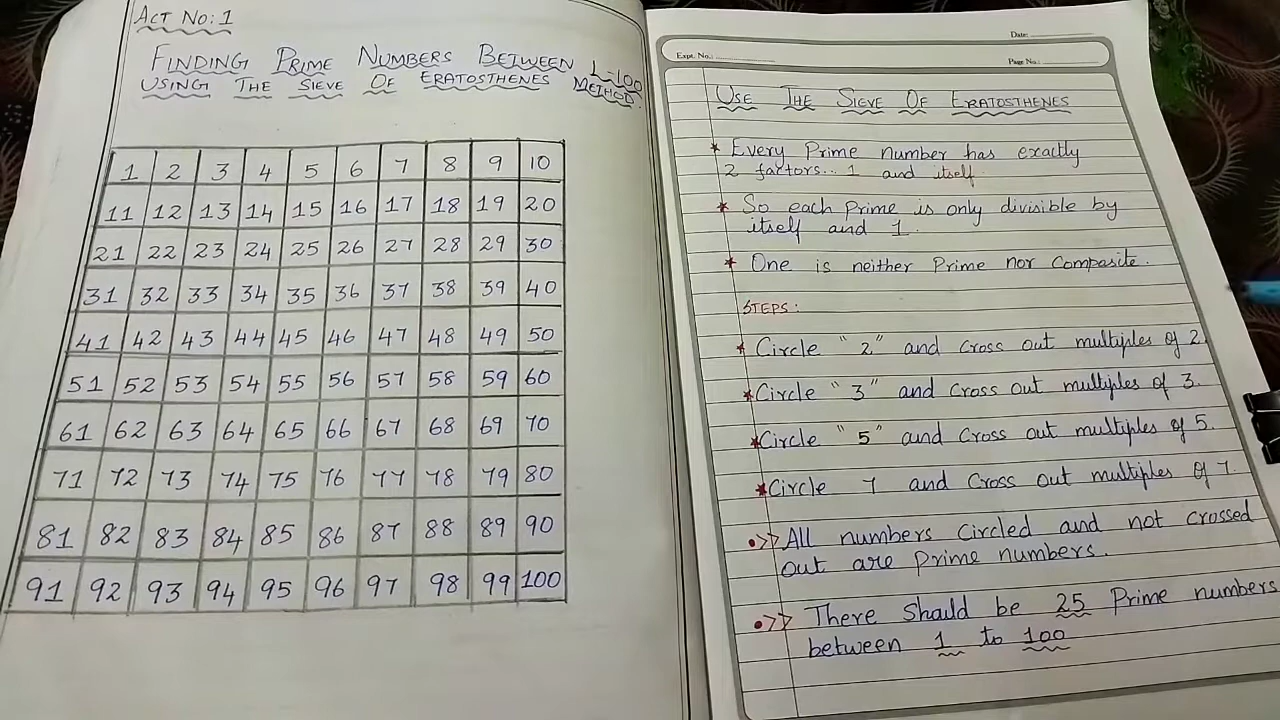 ACT NO: 1
FINDING PRIME NUMBERS BETWEEN 1-100
USING THE SIEVE OF ERATOSTHENES METHOD.
1 2 3 4 5 6 7 8 9 10
11 12 13 14 15 16 17 18 19 20
21 22 23 24 25 26 27 28 29 30
31 32 33 34 35 36 37 38 39 40
41 42 43 44 45 46 47 48 49 50
51 52 53 54 55 56 57 58 59 60
61 62 63 64 65 66 67 68 69 70
71 72 73 74 75 76 77 78 79 80
81 82 83 84 85 86 87 88 89 90
91 92 93 94 95 96 97 98 99 100
Date:
Expt. No.:
Page No.:
USE THE SIEVE OF ERATOSTHENES
* Every Prime number has exactly
2 factors.. 1 and itself.
* So each Prime is only divisible by
itself and 1.
* One is neither Prime nor Composite.
STEPS:
* Circle "2" and Cross out multiples of 2.
* Circle "3" and Cross out multiples of 3.
* Circle "5" and Cross out multiples of 5.
* Circle 7 and Cross out multiples of 7.
•>> All numbers Circled and not crossed
out are Prime numbers.
•>> There Should be 25 Prime numbers
between 1 to 100